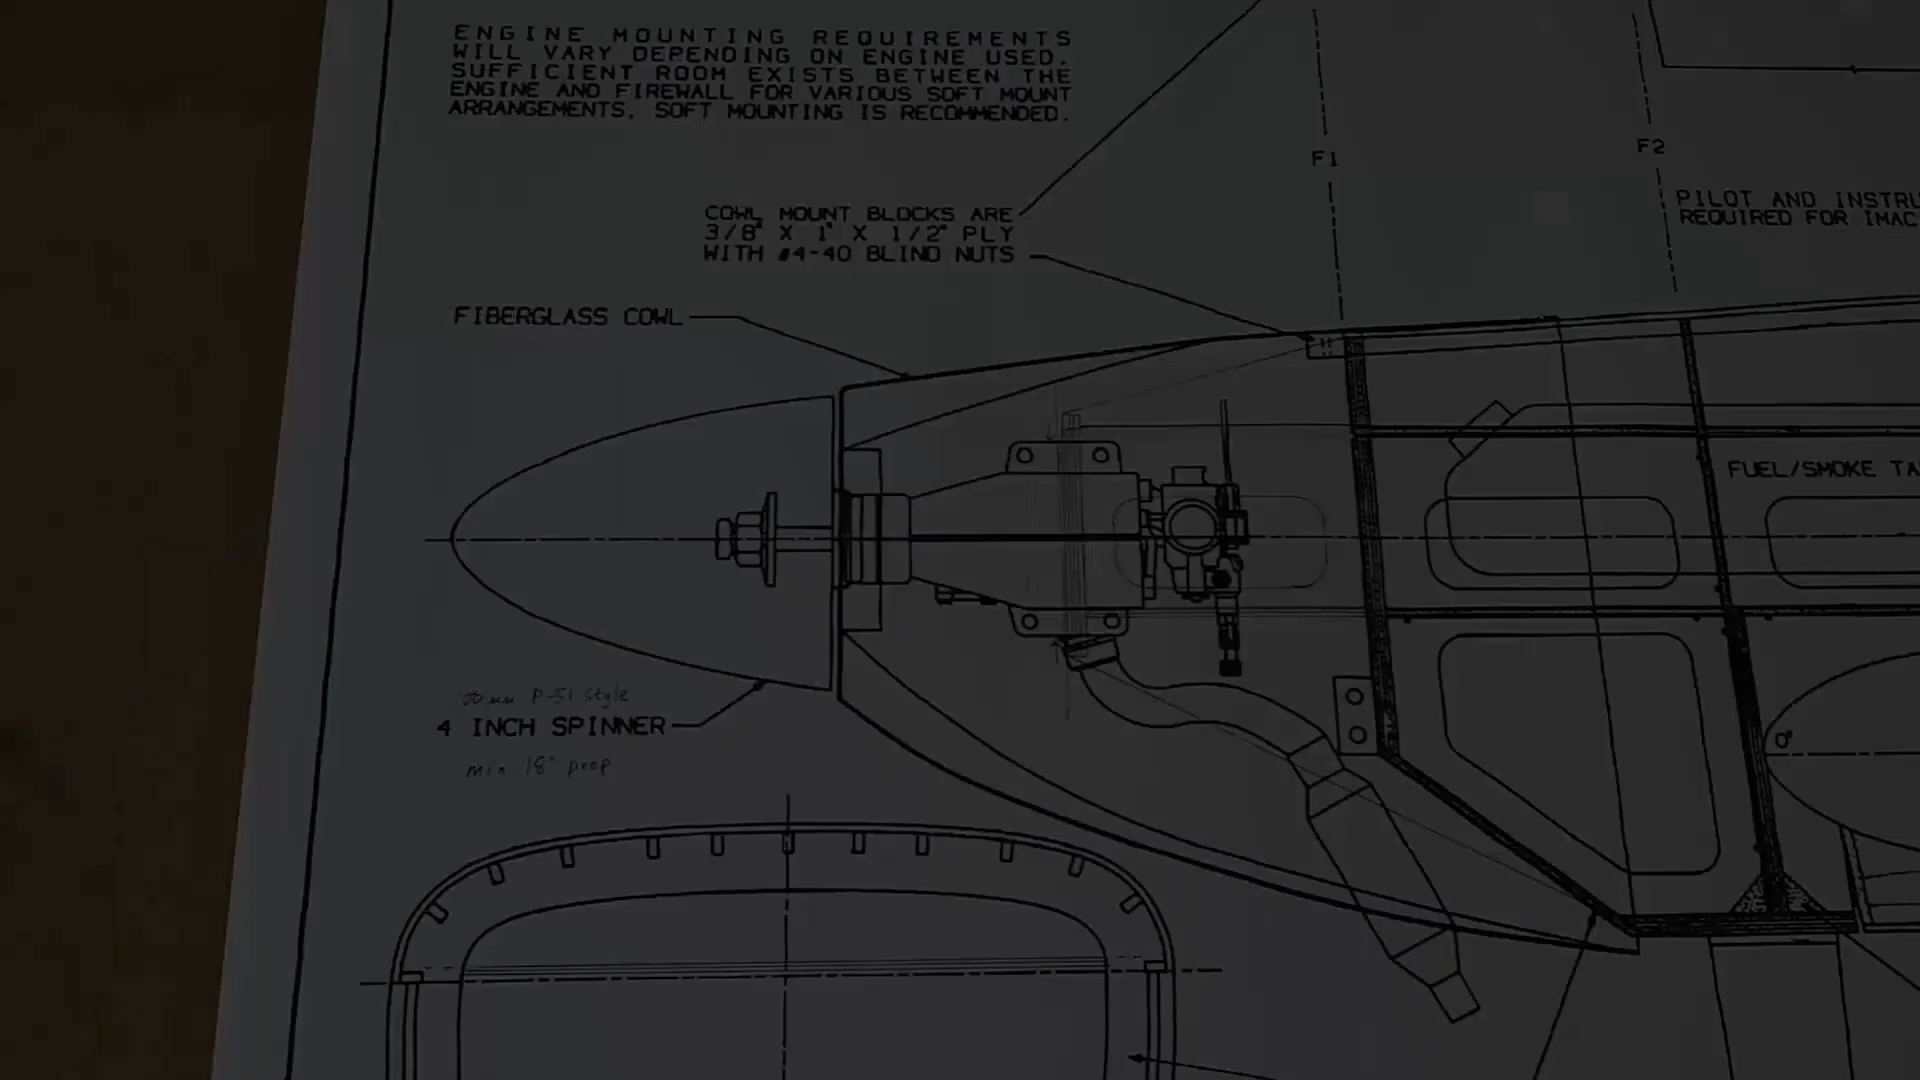 ENGINE MOUNTING REQUIREMENTS
WILL VARY DEPENDING ON ENGINE USED.
SUFFICIENT ROOM EXISTS BETWEEN THE
ENGINE AND FIREWALL FOR VARIOUS SOFT MOUNT
ARRANGEMENTS. SOFT MOUNTING IS RECOMMENDED.
F1
F2
PILOT AND INSTRU
REQUIRED FOR IMAC
COWL MOUNT BLOCKS ARE
3/8" X 1" X 1/2" PLY
WITH #4-40 BLIND NUTS
FIBERGLASS COWL
FUEL/SMOKE TA
100mm P-51 style
4 INCH SPINNER
min 18" prop
0°